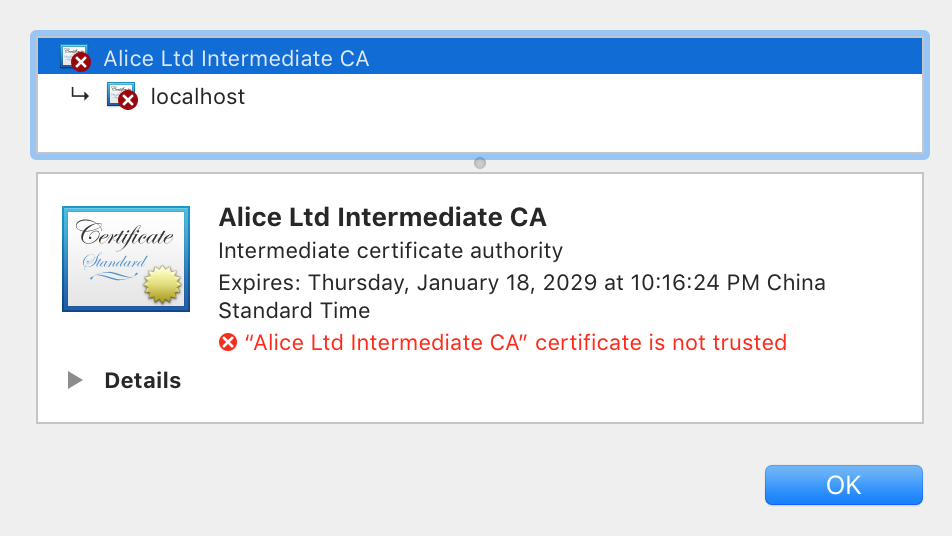 Alice Ltd Intermediate CA
localhost
Certificate
Standard
Alice Ltd Intermediate CA
Intermediate certificate authority
Expires: Thursday, January 18, 2029 at 10:16:24 PM China
Standard Time
“Alice Ltd Intermediate CA” certificate is not trusted
Details
OK